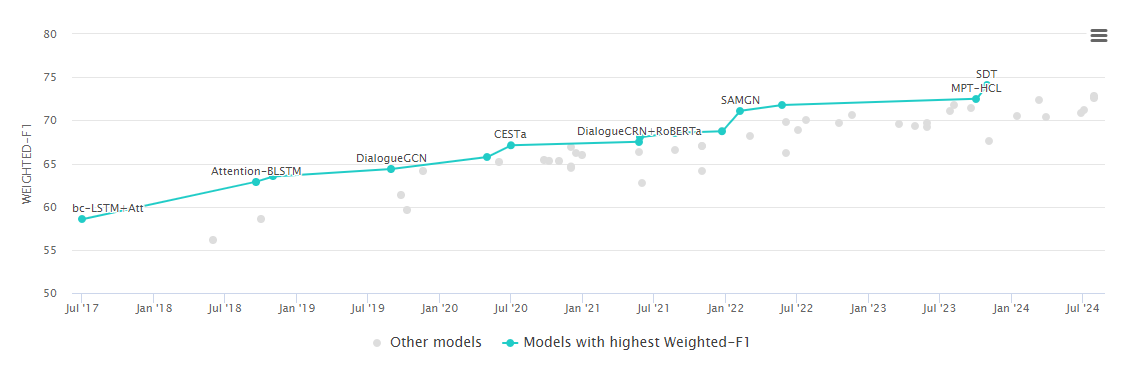 80
75
70
65
60
55
50
WEIGHTED-F1
SDT
MPT-HCL
SAMGN
DialogueCRN+RoBERTa
CESTa
DialogueGCN
Attention-BLSTM
bc-LSTM+Att
Jul '17 Jan '18 Jul '18 Jan '19 Jul '19 Jan '20 Jul '20 Jan '21 Jul '21 Jan '22 Jul '22 Jan '23 Jul '23 Jan '24 Jul '24
Other models Models with highest Weighted-F1